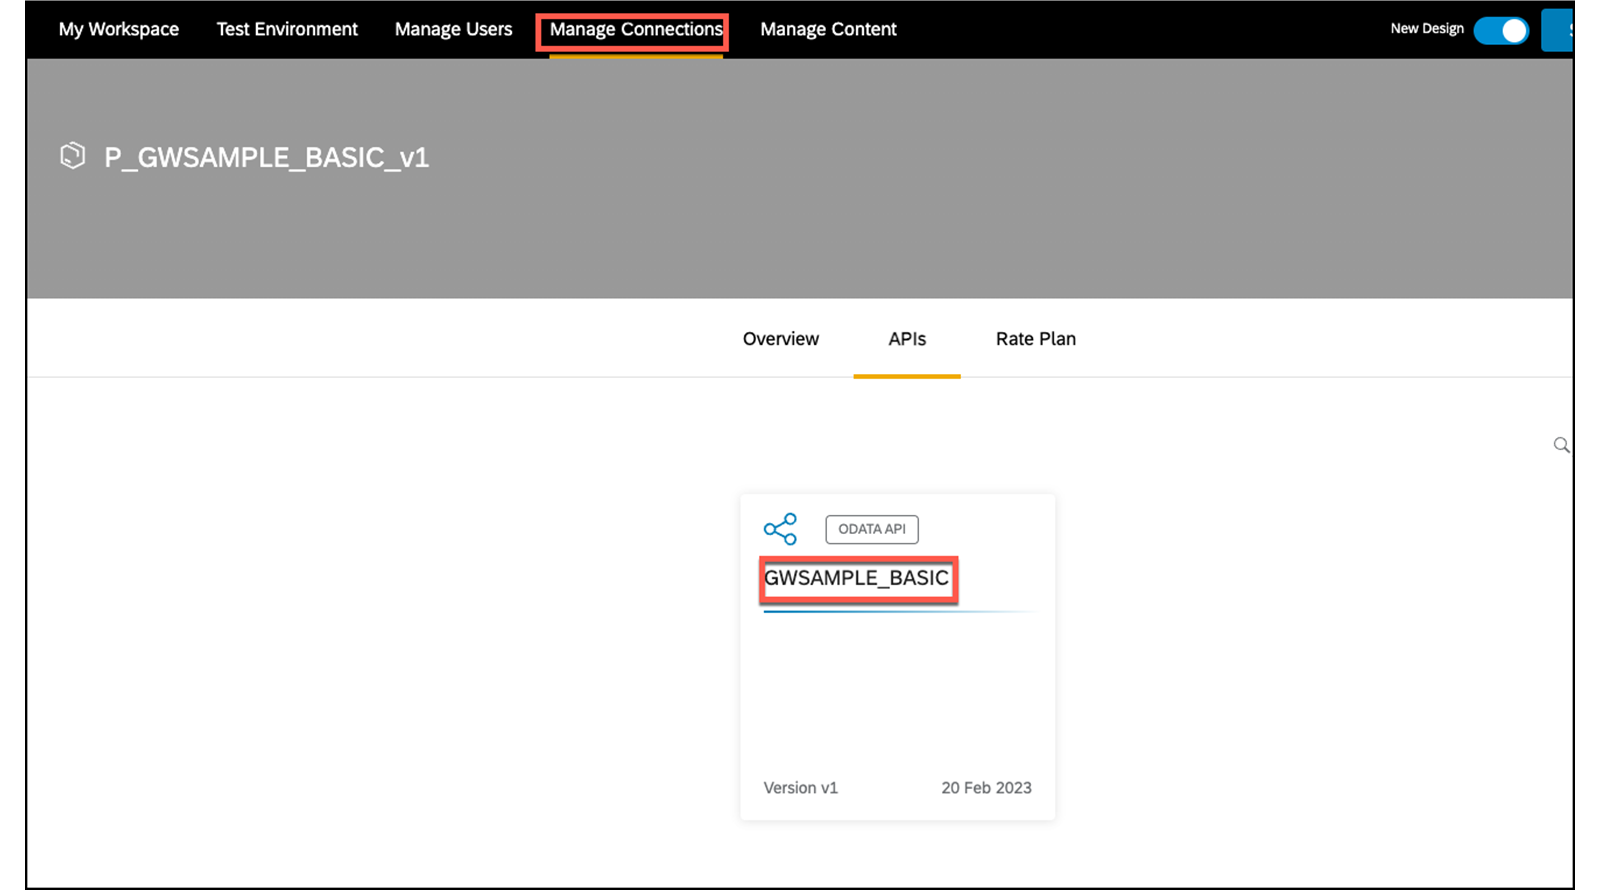 My Workspace Test Environment Manage Users Manage Connections Manage Content New Design
P_GWSAMPLE_BASIC_v1
Overview APIs Rate Plan
ODATA API
GWSAMPLE_BASIC
Version v1 20 Feb 2023